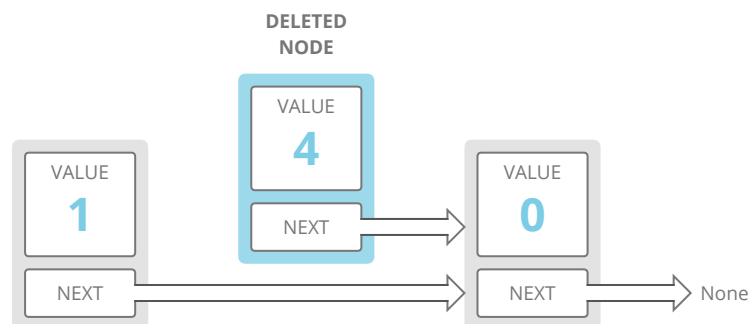 DELETED
NODE
VALUE
4
NEXT
VALUE
1
NEXT
VALUE
0
NEXT
None